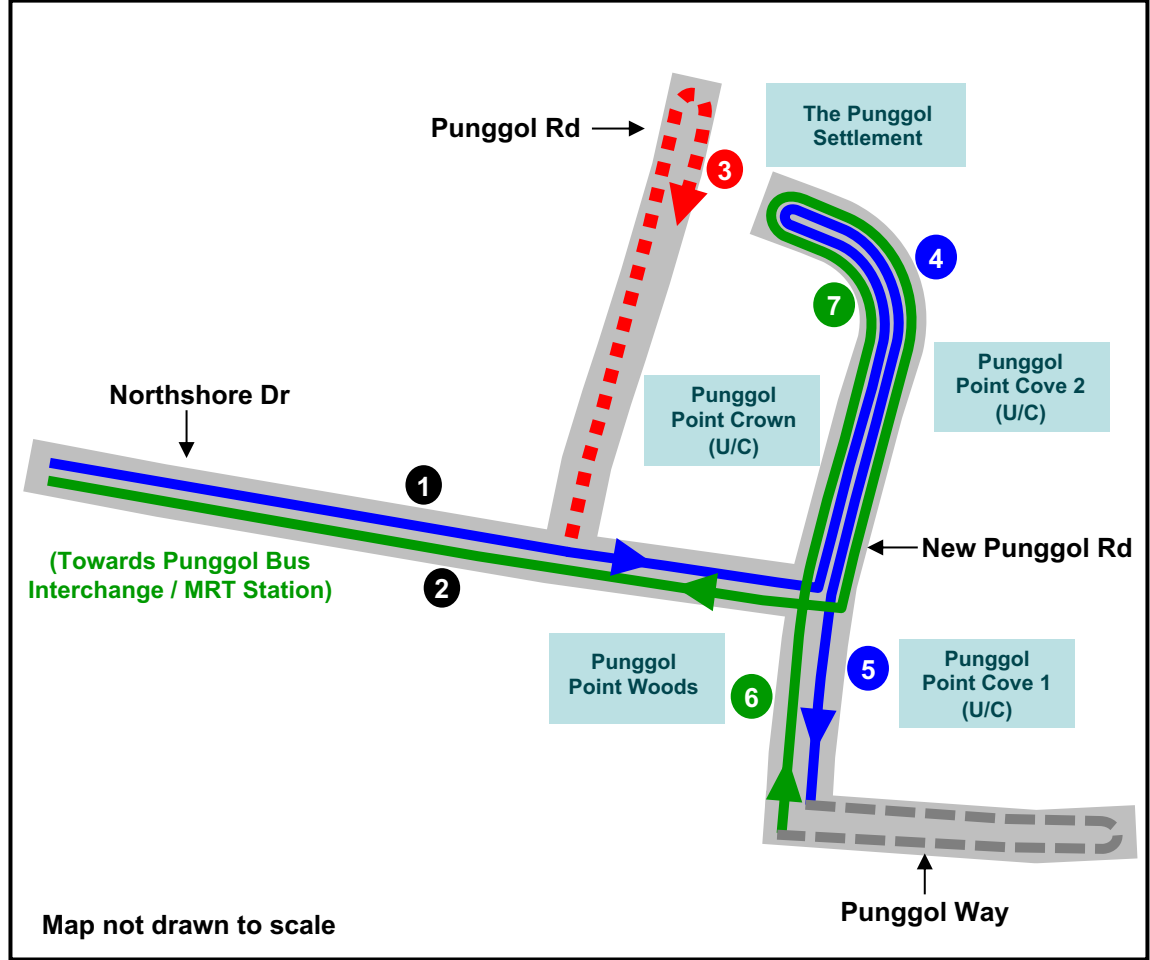 Punggol Rd
The Punggol
Settlement
3
4
7
Northshore Dr
Punggol
Point Crown
(U/C)
Punggol
Point Cove 2
(U/C)
1
(Towards Punggol Bus
Interchange / MRT Station)
2
New Punggol Rd
Punggol
Point Woods
6
5
Punggol
Point Cove 1
(U/C)
Punggol Way
Map not drawn to scale